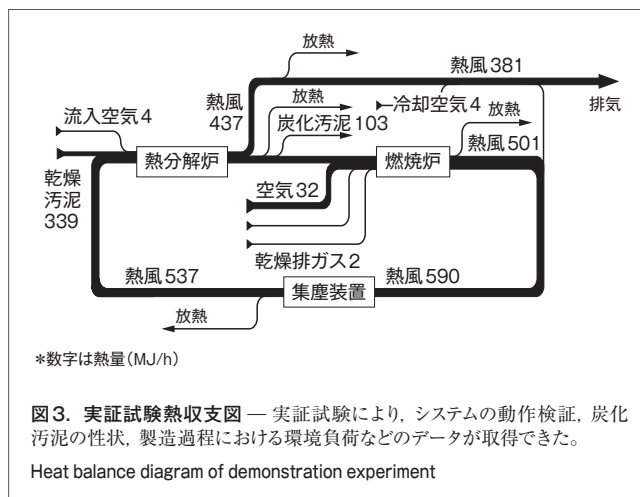 放熱
熱風381
熱風
437
放熱
冷却空気4
放熱
排気
流入空気4
炭化汚泥103
熱風501
熱分解炉
燃焼炉
乾燥
汚泥
339
空気32
乾燥排ガス2
熱風537
熱風590
集塵装置
放熱
*数字は熱量(MJ/h)
図3. 実証試験熱収支図 — 実証試験により,システムの動作検証,炭化
汚泥の性状,製造過程における環境負荷などのデータが取得できた。
Heat balance diagram of demonstration experiment